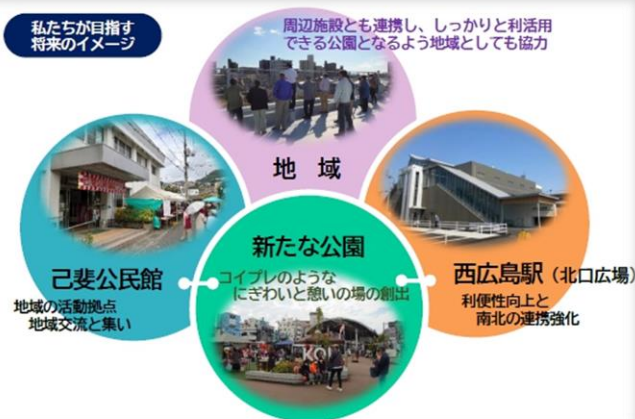 私たちが目指す
将来のイメージ
周辺施設とも連携し、しっかりと利活用
できる公園となるよう地域としても協力
地 域
己斐公民館
地域の活動拠点
地域交流と集い
新たな公園
コイプレのような
にぎわいと憩いの場の創出
西広島駅（北口広場）
利便性向上と
南北の連携強化
KOI